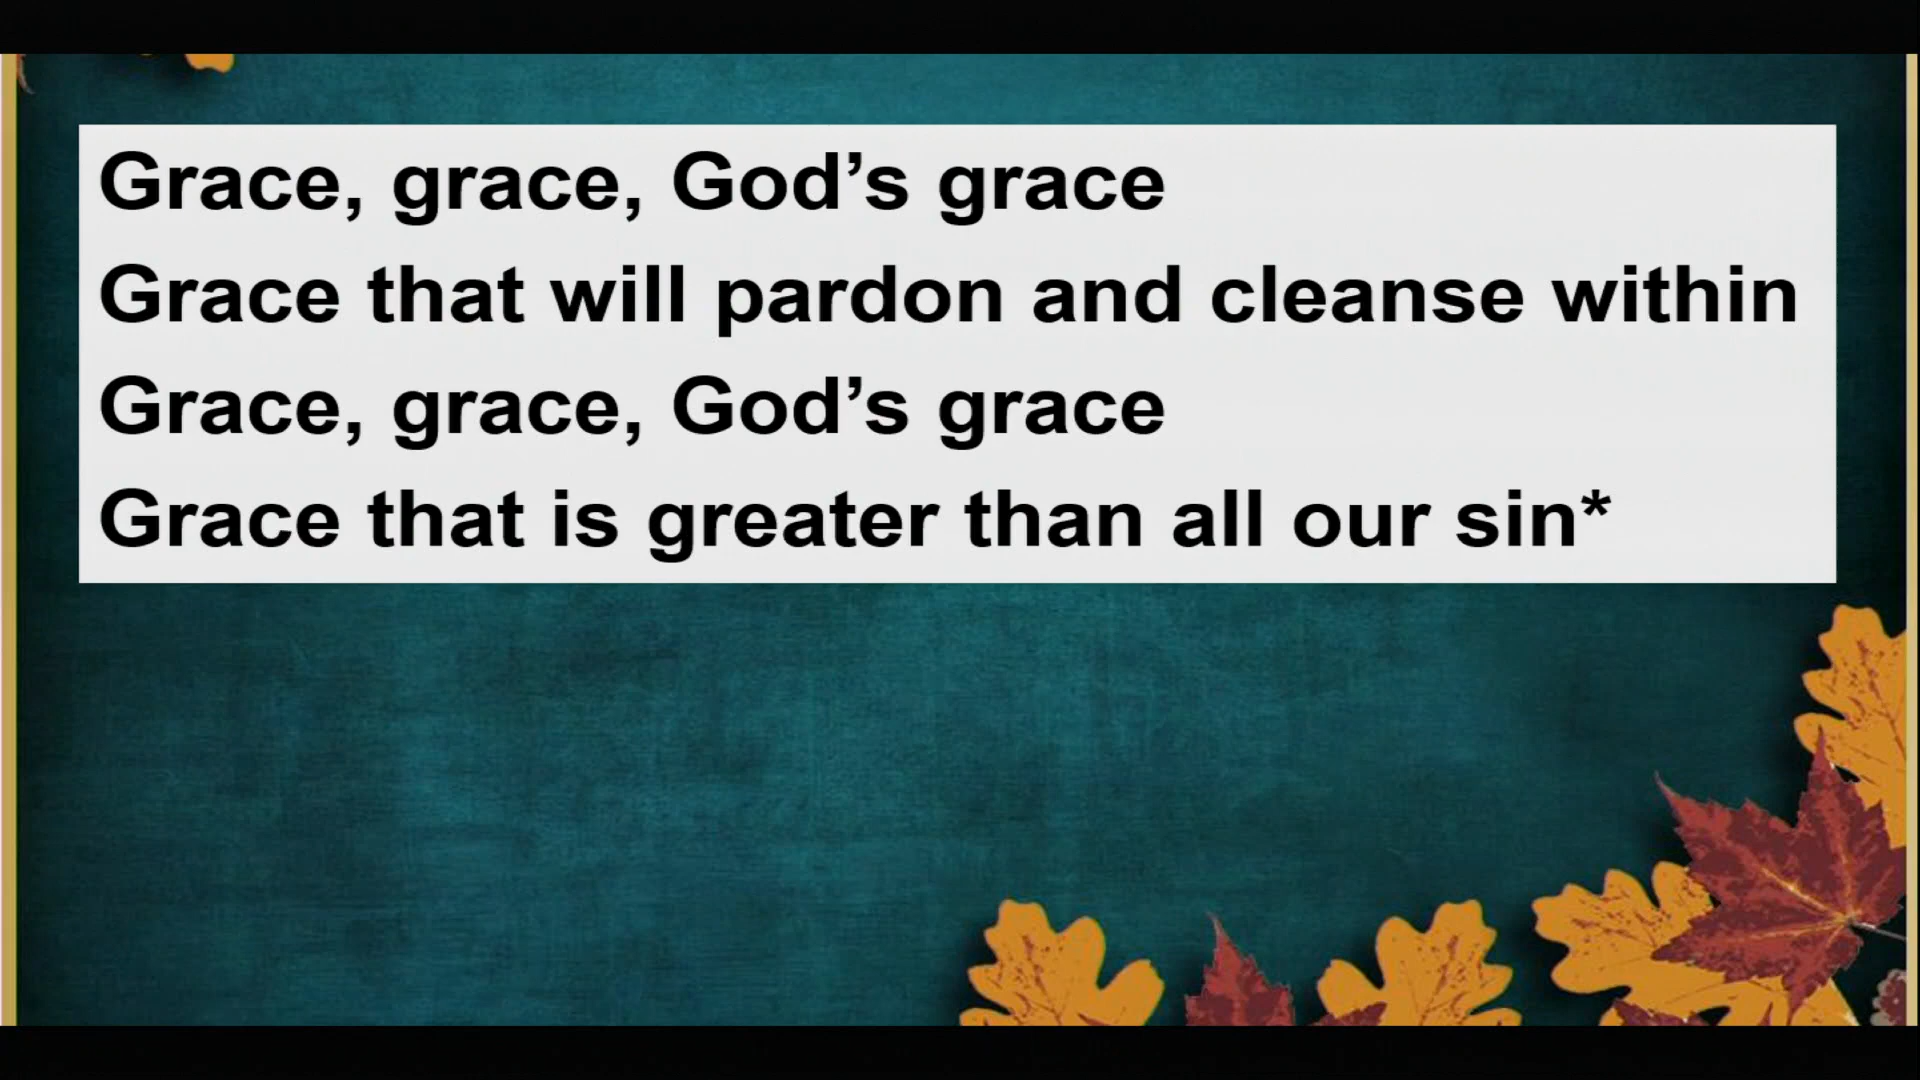 Grace, grace, God’s grace
Grace that will pardon and cleanse within
Grace, grace, God’s grace
Grace that is greater than all our sin*